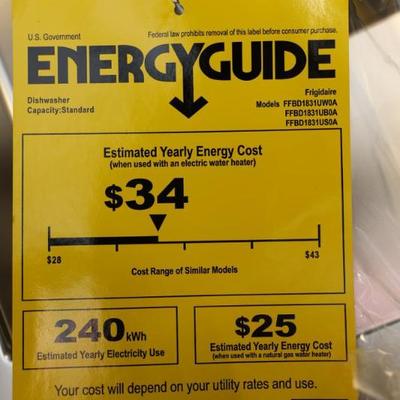 U.S. Government
Federal law prohibits removal of this label before consumer purchase.
ENERGYGUIDE
Dishwasher
Capacity:Standard
Frigidaire
Models FFBD1831UW0A
FFBD1831UB0A
FFBD1831US0A
Estimated Yearly Energy Cost
(when used with an electric water heater)
$34
$28
$43
Cost Range of Similar Models
240 kWh
Estimated Yearly Electricity Use
$25
Estimated Yearly Energy Cost
(when used with a natural gas water heater)
Your cost will depend on your utility rates and use.